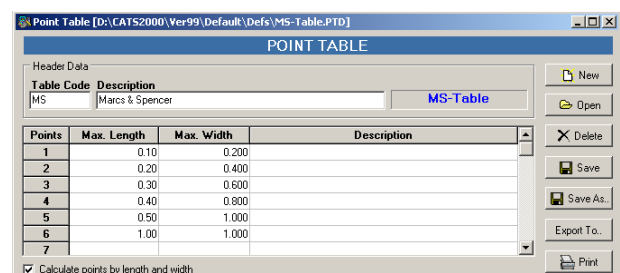 Point Table [D:\CATS2000\Ver99\Default\Defs\MS-Table.PTD]
POINT TABLE
Header Data
Table Code Description
MS Marcs & Spencer MS-Table
New
Open
Delete
Save
Save As..
Export To..
Print
Points Max. Length Max. Width Description
1 0.10 0.200
2 0.20 0.400
3 0.30 0.600
4 0.40 0.800
5 0.50 1.000
6 1.00 1.000
7
Calculate points by length and width